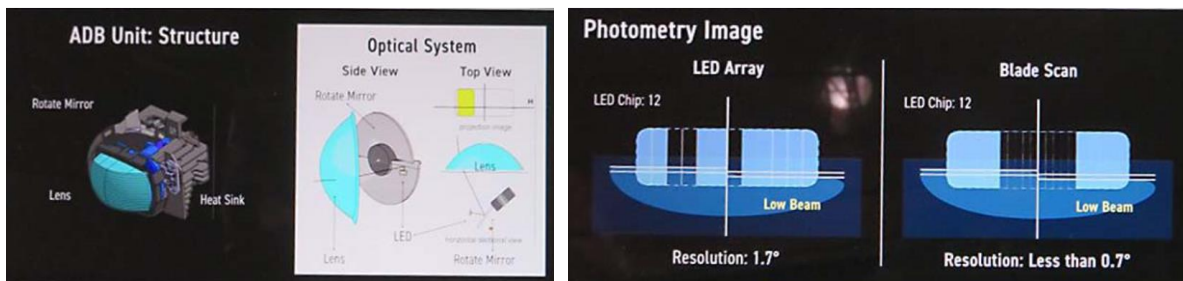 ADB Unit: Structure
Optical System
Side View
Top View
Rotate Mirror
Rotate Mirror
H
projection image
Lens
Lens
Heat Sink
LED
Lens
Rotate Mirror
Photometry Image
LED Array
Blade Scan
LED Chip: 12
LED Chip: 12
Low Beam
Low Beam
Resolution: 1.7°
Resolution: Less than 0.7°